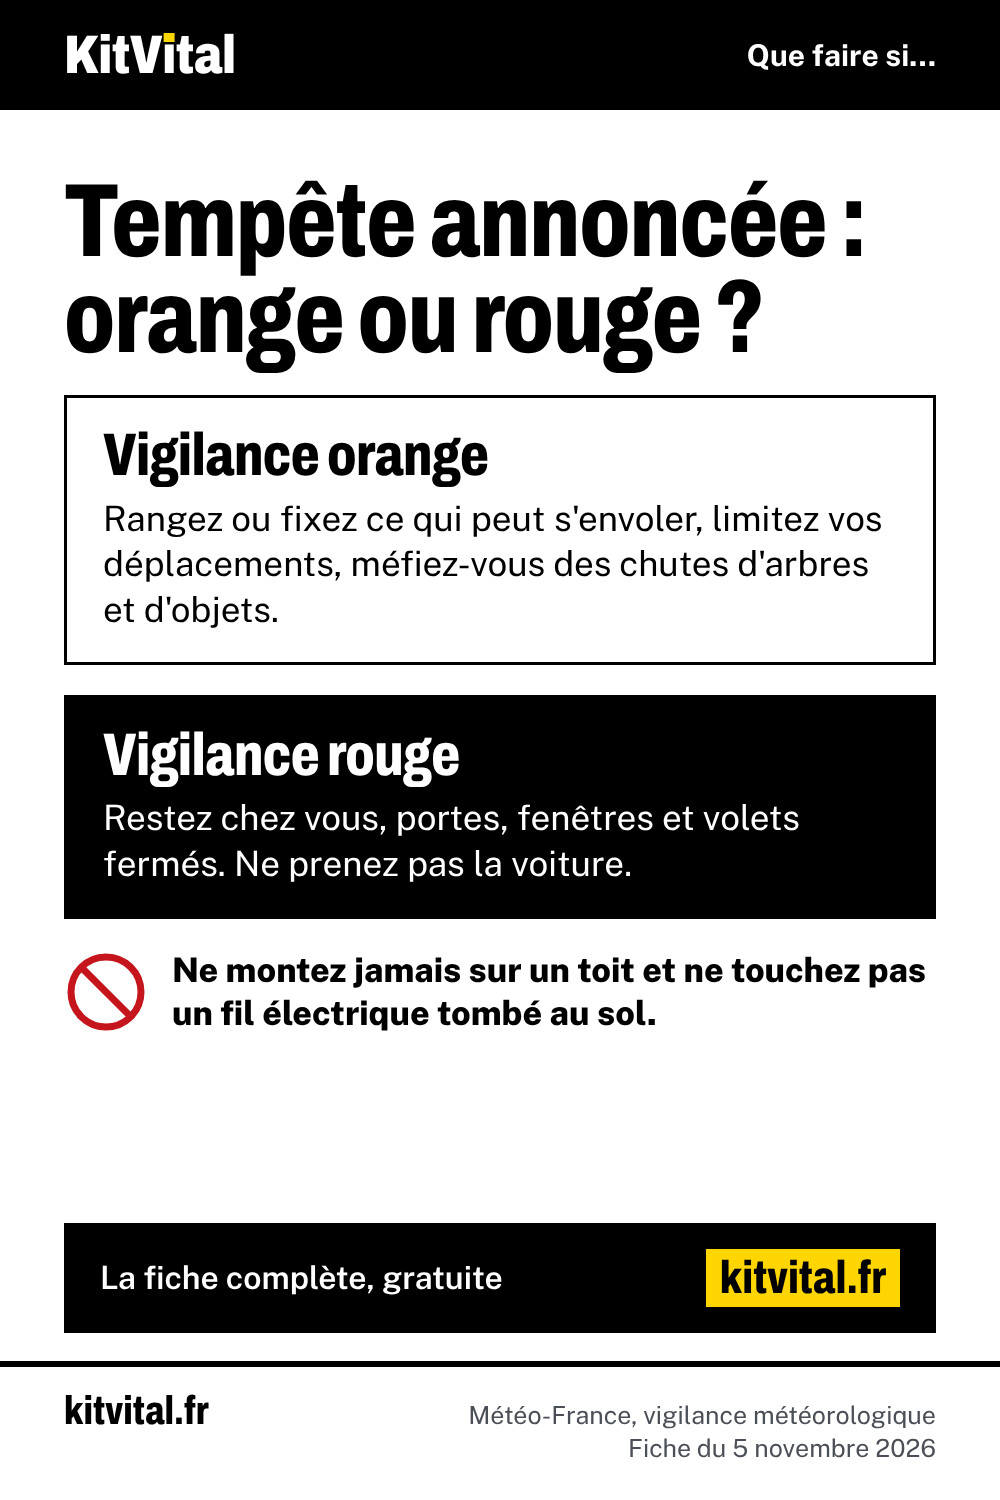 KitVital
Que faire si...
Tempête annoncée :
orange ou rouge ?
Vigilance orange
Rangez ou fixez ce qui peut s'envoler, limitez vos
déplacements, méfiez-vous des chutes d'arbres
et d'objets.
Vigilance rouge
Restez chez vous, portes, fenêtres et volets
fermés. Ne prenez pas la voiture.
Ne montez jamais sur un toit et ne touchez pas
un fil électrique tombé au sol.
La fiche complète, gratuite
kitvital.fr
kitvital.fr
Météo-France, vigilance météorologique
Fiche du 5 novembre 2026